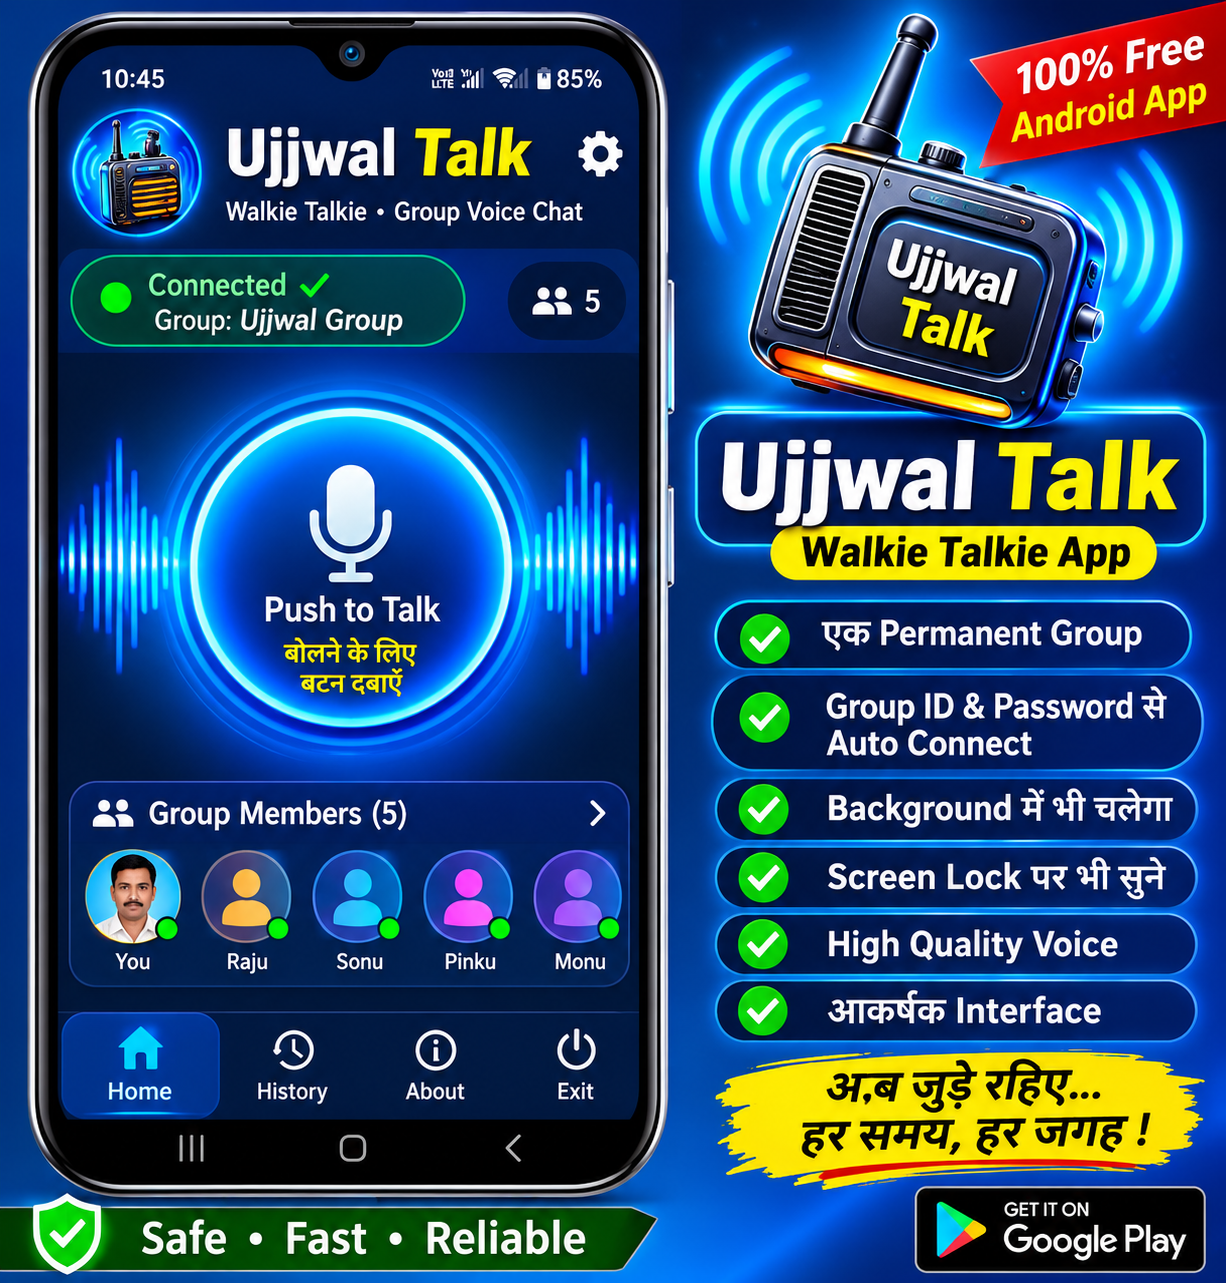 10:45
Vo)) LTE 85%
Ujjwal Talk
Walkie Talkie • Group Voice Chat
Connected
Group: Ujjwal Group
5
Push to Talk
बोलने के लिए
बटन दबाएँ
Group Members (5)
You Raju Sonu Pinku Monu
Home History About Exit
Safe • Fast • Reliable
100% Free
Android App
Ujjwal
Talk
Ujjwal Talk
Walkie Talkie App
एक Permanent Group
Group ID & Password से
Auto Connect
Background में भी चलेगा
Screen Lock पर भी सुने
High Quality Voice
आकर्षक Interface
अ.ब जुड़े रहिए...
हर समय, हर जगह !
GET IT ON
Google Play